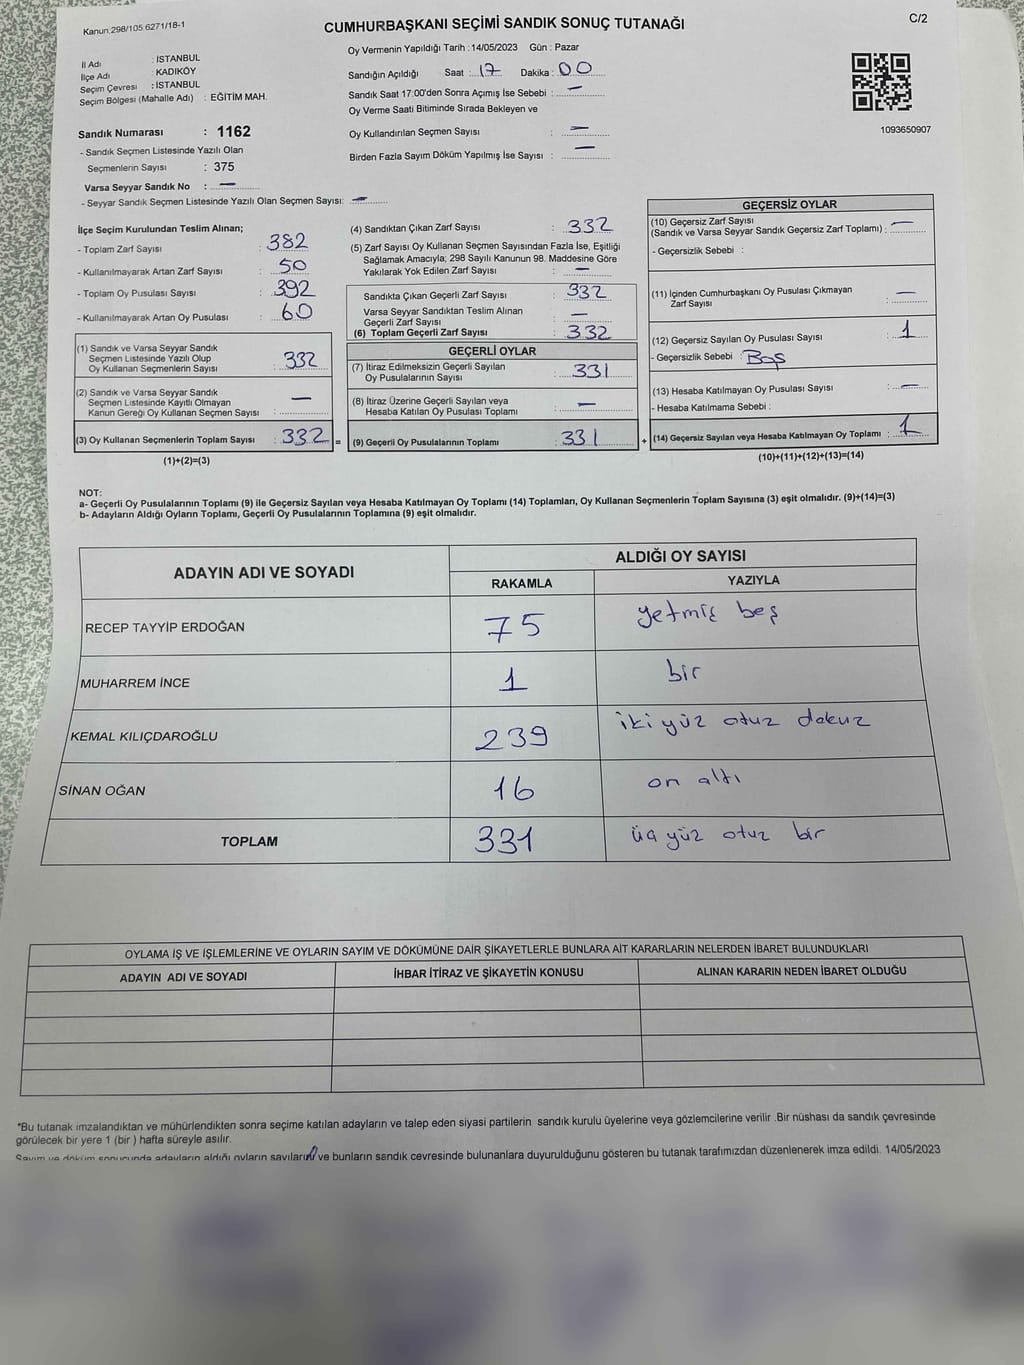 Kanun.298/105 6271/18-1
CUMHURBAŞKANI SEÇİMİ SANDIK SONUÇ TUTANAĞI
C/2
İl Adı : İSTANBUL
İlçe Adı : KADIKÖY
Seçim Çevresi : İSTANBUL
Seçim Bölgesi (Mahalle Adı) : EĞİTİM MAH.
Sandık Numarası : 1162
- Sandık Seçmen Listesinde Yazılı Olan
Seçmenlerin Sayısı : 375
Varsa Seyyar Sandık No : —
- Seyyar Sandık Seçmen Listesinde Yazılı Olan Seçmen Sayısı: —
Oy Vermenin Yapıldığı Tarih : 14/05/2023 Gün : Pazar
Sandığın Açıldığı Saat : 17 Dakika : 00
Sandık Saat 17:00'den Sonra Açımış İse Sebebi : —
Oy Verme Saati Bitiminde Sırada Bekleyen ve
Oy Kullandırılan Seçmen Sayısı : —
Birden Fazla Sayım Döküm Yapılmış İse Sayısı : —
1093650907
İlçe Seçim Kurulundan Teslim Alınan;
- Toplam Zarf Sayısı : 382
- Kullanılmayarak Artan Zarf Sayısı : 50
- Toplam Oy Pusulası Sayısı : 392
- Kullanılmayarak Artan Oy Pusulası : 60
(1) Sandık ve Varsa Seyyar Sandık
Seçmen Listesinde Yazılı Olup
Oy Kullanan Seçmenlerin Sayısı : 332
(2) Sandık ve Varsa Seyyar Sandık
Seçmen Listesinde Kayıtlı Olmayan
Kanun Gereği Oy Kullanan Seçmen Sayısı : —
(3) Oy Kullanan Seçmenlerin Toplam Sayısı : 332 =
(1)+(2)=(3)
(4) Sandıktan Çıkan Zarf Sayısı : 332
(5) Zarf Sayısı Oy Kullanan Seçmen Sayısından Fazla İse, Eşitliği
Sağlamak Amacıyla; 298 Sayılı Kanunun 98. Maddesine Göre
Yakılarak Yok Edilen Zarf Sayısı : —
Sandıkta Çıkan Geçerli Zarf Sayısı : 332
Varsa Seyyar Sandıktan Teslim Alınan
Geçerli Zarf Sayısı : —
(6) Toplam Geçerli Zarf Sayısı : 332
GEÇERLİ OYLAR
(7) İtiraz Edilmeksizin Geçerli Sayılan
Oy Pusulalarının Sayısı : 331
(8) İtiraz Üzerine Geçerli Sayılan veya
Hesaba Katılan Oy Pusulası Toplamı : —
(9) Geçerli Oy Pusulalarının Toplamı : 331 +
GEÇERSİZ OYLAR
(10) Geçersiz Zarf Sayısı
(Sandık ve Varsa Seyyar Sandık Geçersiz Zarf Toplamı) : —
- Geçersizlik Sebebi :
(11) İçinden Cumhurbaşkanı Oy Pusulası Çıkmayan
Zarf Sayısı : —
(12) Geçersiz Sayılan Oy Pusulası Sayısı : 1
- Geçersizlik Sebebi : Boş
(13) Hesaba Katılmayan Oy Pusulası Sayısı : —
- Hesaba Katılmama Sebebi :
(14) Geçersiz Sayılan veya Hesaba Katılmayan Oy Toplamı : 1
(10)+(11)+(12)+(13)=(14)
NOT:
a- Geçerli Oy Pusulalarının Toplamı (9) ile Geçersiz Sayılan veya Hesaba Katılmayan Oy Toplamı (14) Toplamları, Oy Kullanan Seçmenlerin Toplam Sayısına (3) eşit olmalıdır. (9)+(14)=(3)
b- Adayların Aldığı Oyların Toplamı, Geçerli Oy Pusulalarının Toplamına (9) eşit olmalıdır.
ADAYIN ADI VE SOYADI ALDIĞI OY SAYISI
RAKAMLA YAZIYLA
RECEP TAYYİP ERDOĞAN 75 yetmiş beş
MUHARREM İNCE 1 bir
KEMAL KILIÇDAROĞLU 239 iki yüz otuz dokuz
SİNAN OĞAN 16 on altı
TOPLAM 331 üç yüz otuz bir
OYLAMA İŞ VE İŞLEMLERİNE VE OYLARIN SAYIM VE DÖKÜMÜNE DAİR ŞİKAYETLERLE BUNLARA AİT KARARLARIN NELERDEN İBARET BULUNDUKLARI
ADAYIN ADI VE SOYADI İHBAR İTİRAZ VE ŞİKAYETİN KONUSU ALINAN KARARIN NEDEN İBARET OLDUĞU
*Bu tutanak imzalandıktan ve mühürlendikten sonra seçime katılan adayların ve talep eden siyasi partilerin sandık kurulu üyelerine veya gözlemcilerine verilir .Bir nüshası da sandık çevresinde
görülecek bir yere 1 (bir ) hafta süreyle asılır.
Sayım ve döküm sonucunda adayların aldığı oyların sayıların ve bunların sandık çevresinde bulunanlara duyurulduğunu gösteren bu tutanak tarafımızdan düzenlenerek imza edildi. 14/05/2023